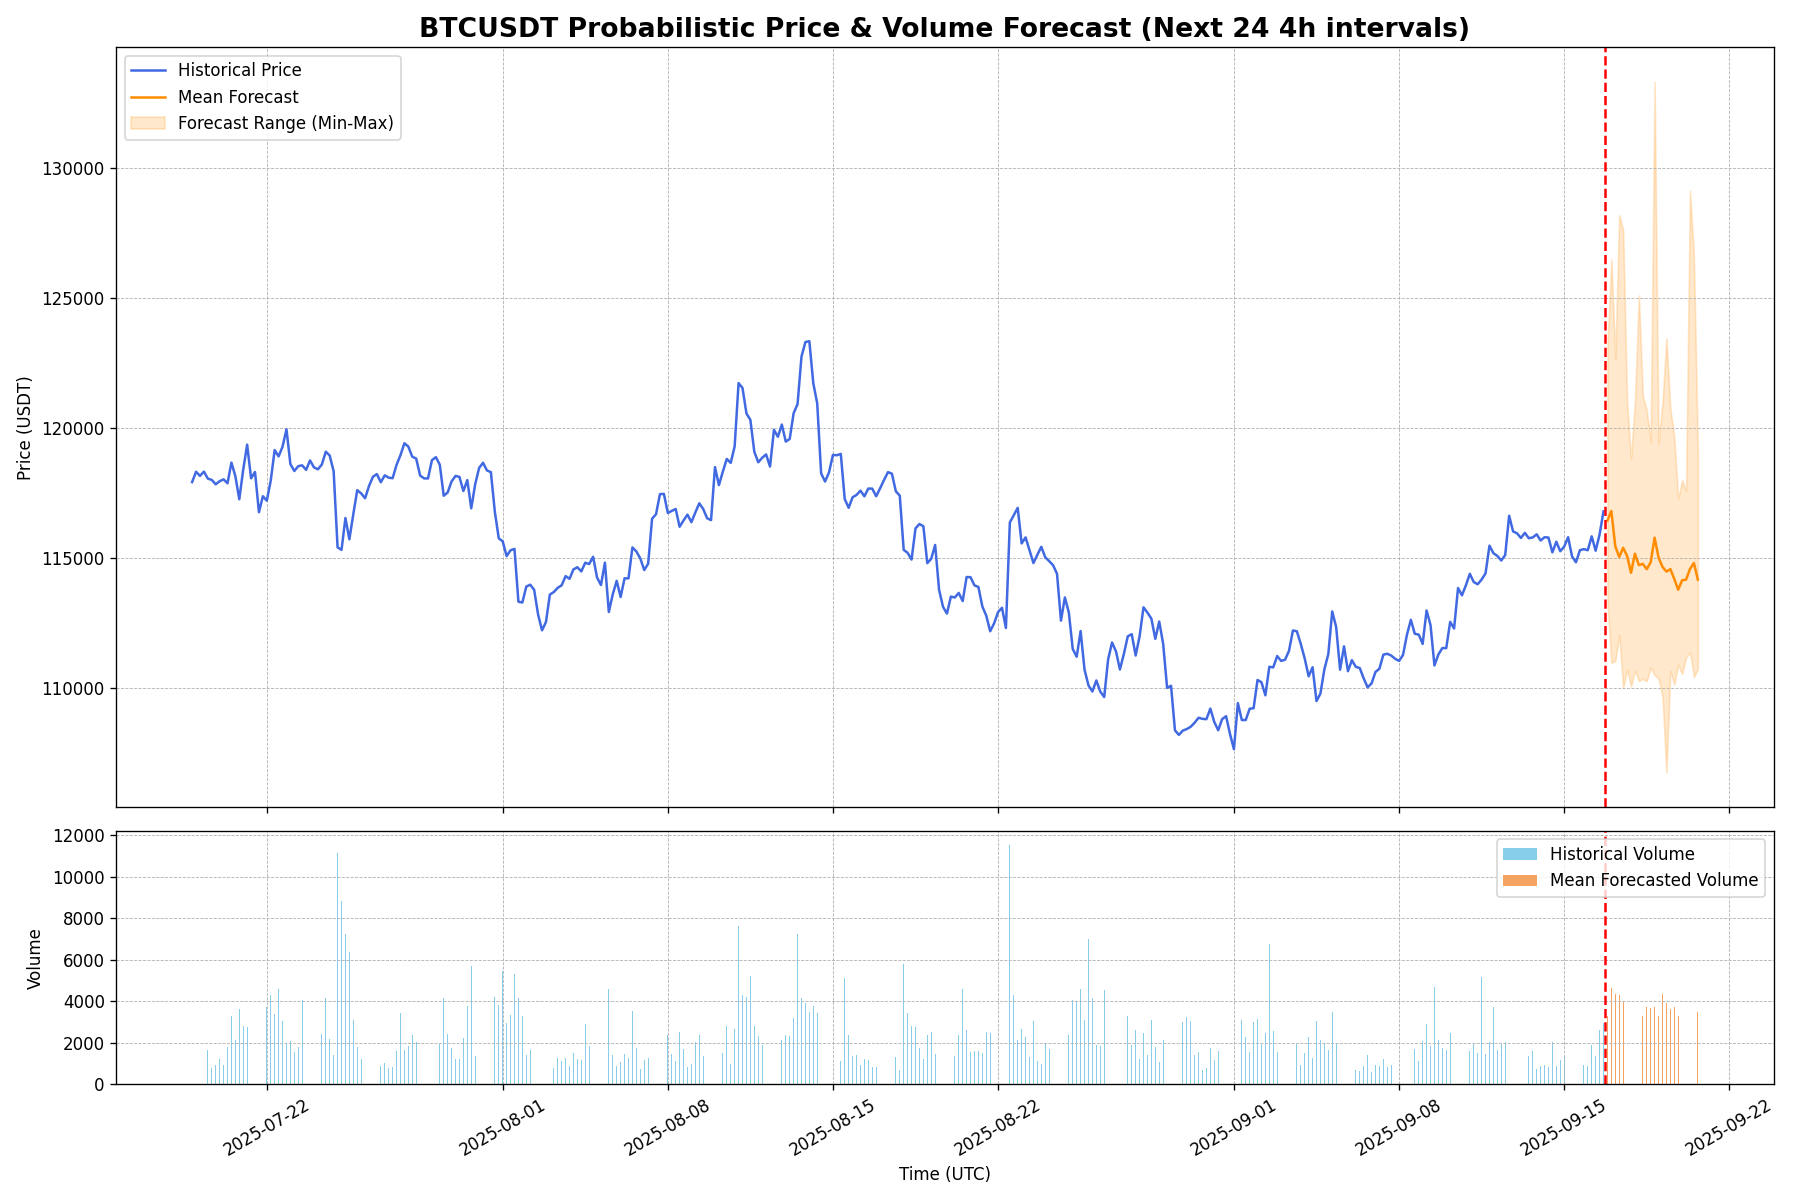 BTCUSDT Probabilistic Price & Volume Forecast (Next 24 4h intervals)
Historical Price
Mean Forecast
Forecast Range (Min-Max)
Price (USDT)
130000
125000
120000
115000
110000
Historical Volume
Mean Forecasted Volume
Volume
12000
10000
8000
6000
4000
2000
0
2025-07-22
2025-08-01
2025-08-08
2025-08-15
2025-08-22
2025-09-01
2025-09-08
2025-09-15
2025-09-22
Time (UTC)